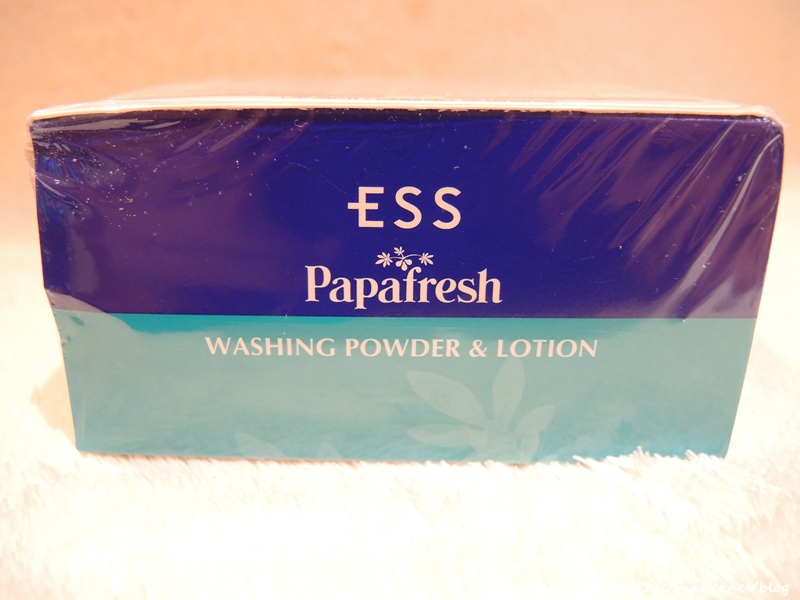 ESS
Papafresh
WASHING POWDER & LOTION